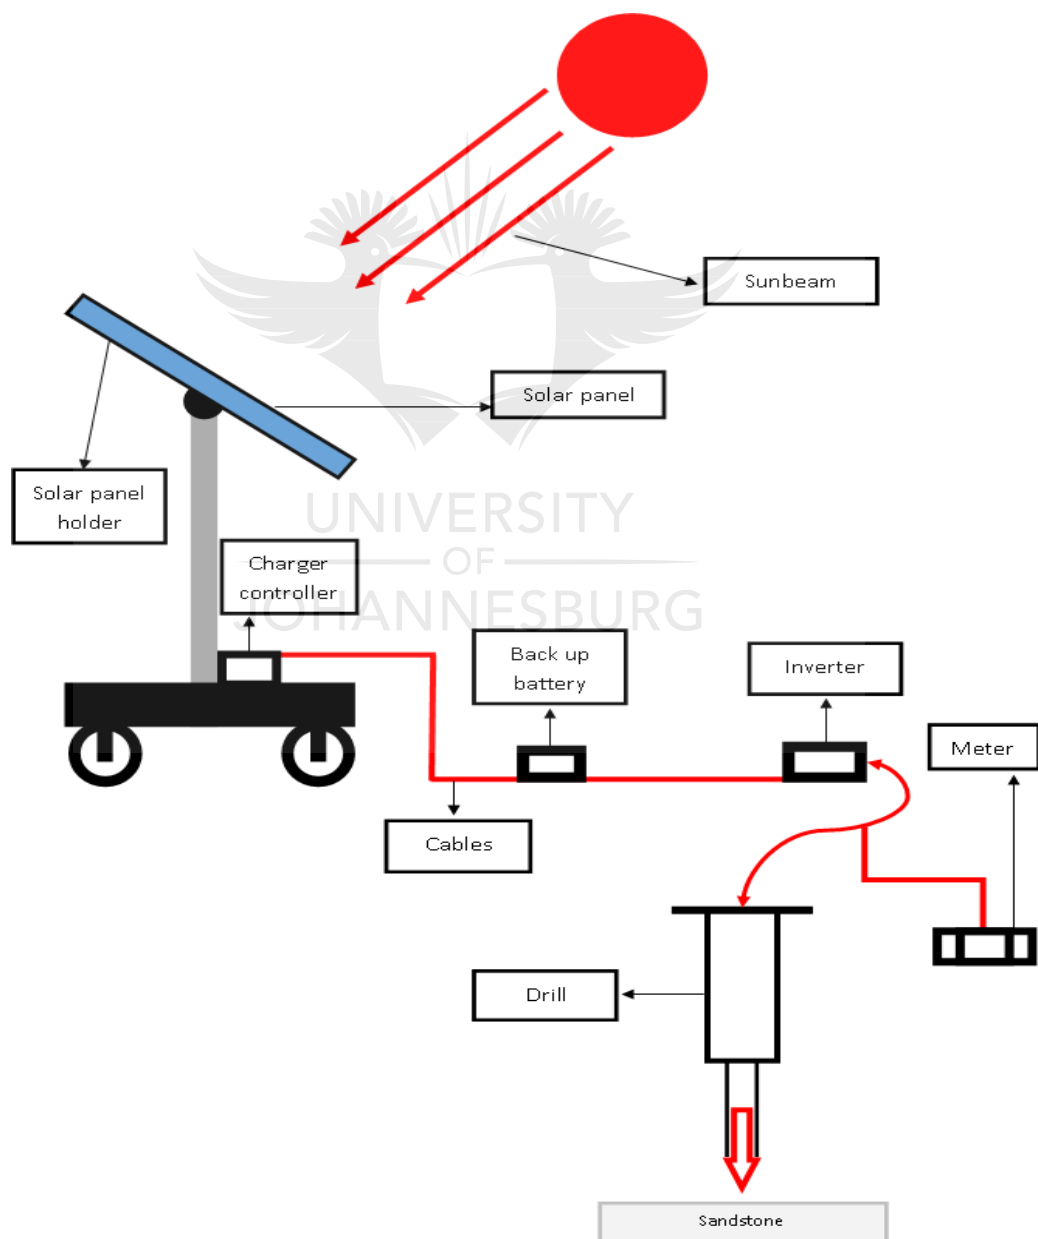 Sunbeam
Solar panel
Solar panel
holder
UNIVERSITY
OF
JOHANNESBURG
Charger
controller
Back up
battery
Inverter
Meter
Cables
Drill
Sandstone